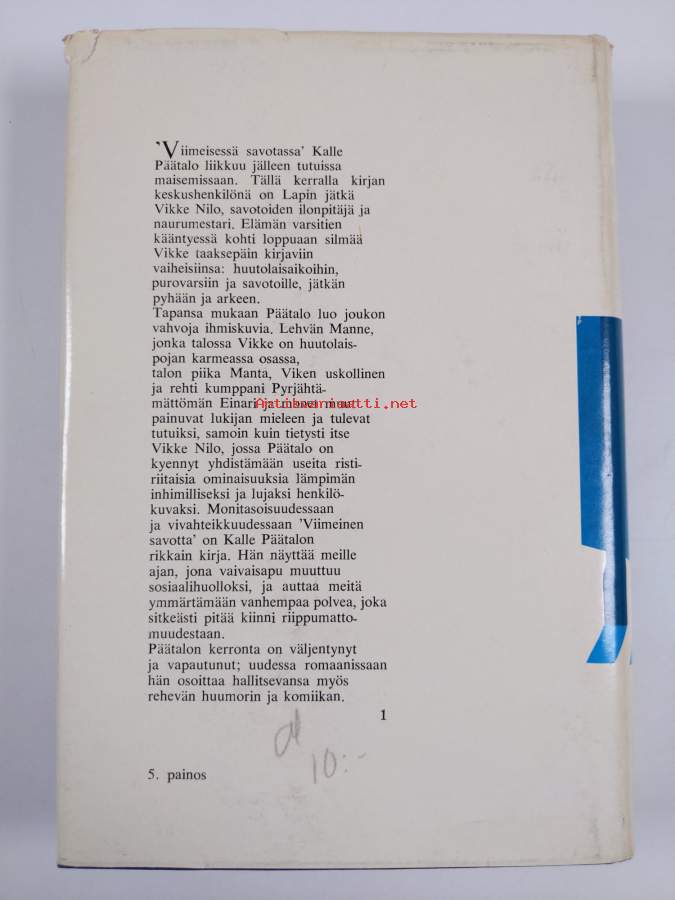 'Viimeisessä savotassa' Kalle
Päätalo liikkuu jälleen tutuissa
maisemissaan. Tällä kerralla kirjan
keskushenkilönä on Lapin jätkä
Vikke Nilo, savotoiden ilonpitäjä ja
naurumestari. Elämän varsitien
kääntyessä kohti loppuaan silmää
Vikke taaksepäin kirjaviin
vaiheisiinsa: huutolaisaikoihin,
purovarsiin ja savotoille, jätkän
pyhään ja arkeen.
Tapansa mukaan Päätalo luo joukon
vahvoja ihmiskuvia. Lehvän Manne,
jonka talossa Vikke on huutolais-
pojan karmeassa osassa,
talon piika Manta, Viken uskollinen
ja rehti kumppani Pyrjähtä-
mättömän Einari ja monet muut
Antikvariaatti.net
painuvat lukijan mieleen ja tulevat
tutuiksi, samoin kuin tietysti itse
Vikke Nilo, jossa Päätalo on
kyennyt yhdistämään useita risti-
riitaisia ominaisuuksia lämpimän
inhimilliseksi ja lujaksi henkilö-
kuvaksi. Monitasoisuudessaan
ja vivahteikkuudessaan 'Viimeinen
savotta' on Kalle Päätalon
rikkain kirja. Hän näyttää meille
ajan, jona vaivaisapu muuttuu
sosiaalihuolloksi, ja auttaa meitä
ymmärtämään vanhempaa polvea, joka
sitkeästi pitää kiinni riippumatto-
muudestaan.
Päätalon kerronta on väljentynyt
ja vapautunut; uudessa romaanissaan
hän osoittaa hallitsevansa myös
rehevän huumorin ja komiikan.
1
10:-
5. painos